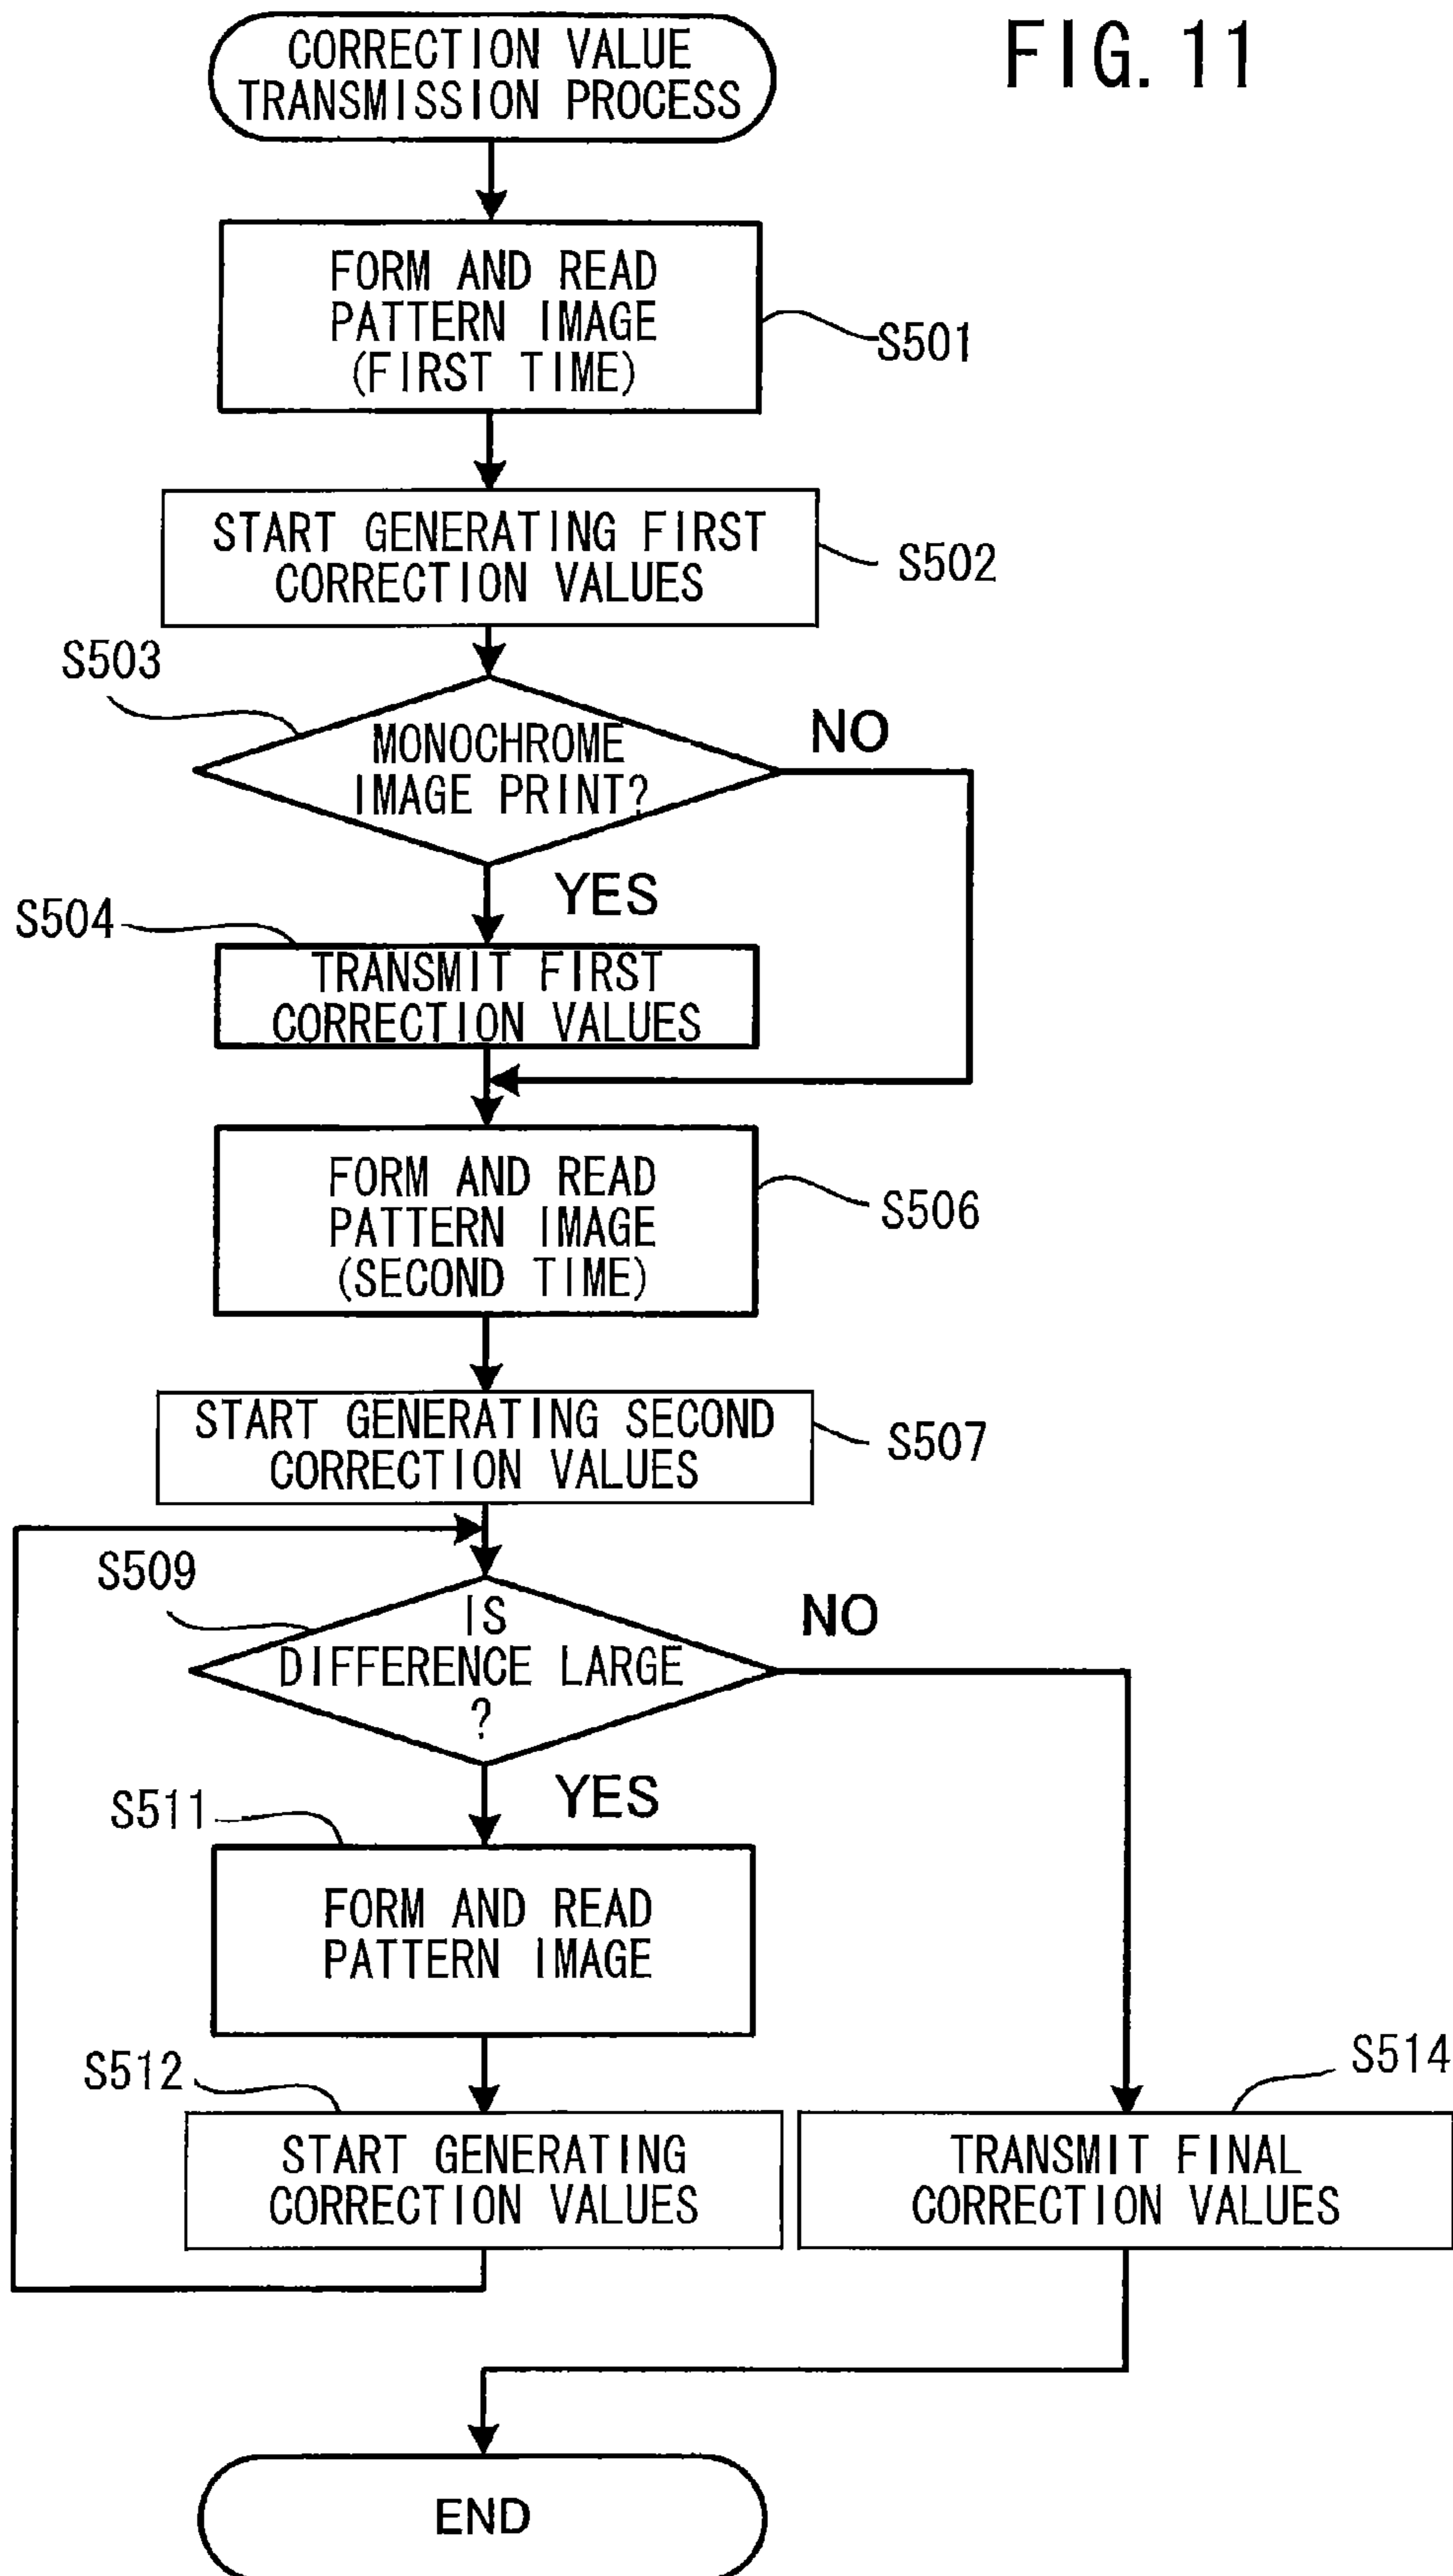 FIG. 11
CORRECTION VALUE
TRANSMISSION PROCESS
FORM AND READ
PATTERN IMAGE
(FIRST TIME)
S501
START GENERATING FIRST
CORRECTION VALUES
S502
S503
MONOCHROME
IMAGE PRINT?
NO
YES
S504
TRANSMIT FIRST
CORRECTION VALUES
FORM AND READ
PATTERN IMAGE
(SECOND TIME)
S506
START GENERATING SECOND
CORRECTION VALUES
S507
S509
IS
DIFFERENCE LARGE
?
NO
YES
S511
FORM AND READ
PATTERN IMAGE
S512
START GENERATING
CORRECTION VALUES
S514
TRANSMIT FINAL
CORRECTION VALUES
END